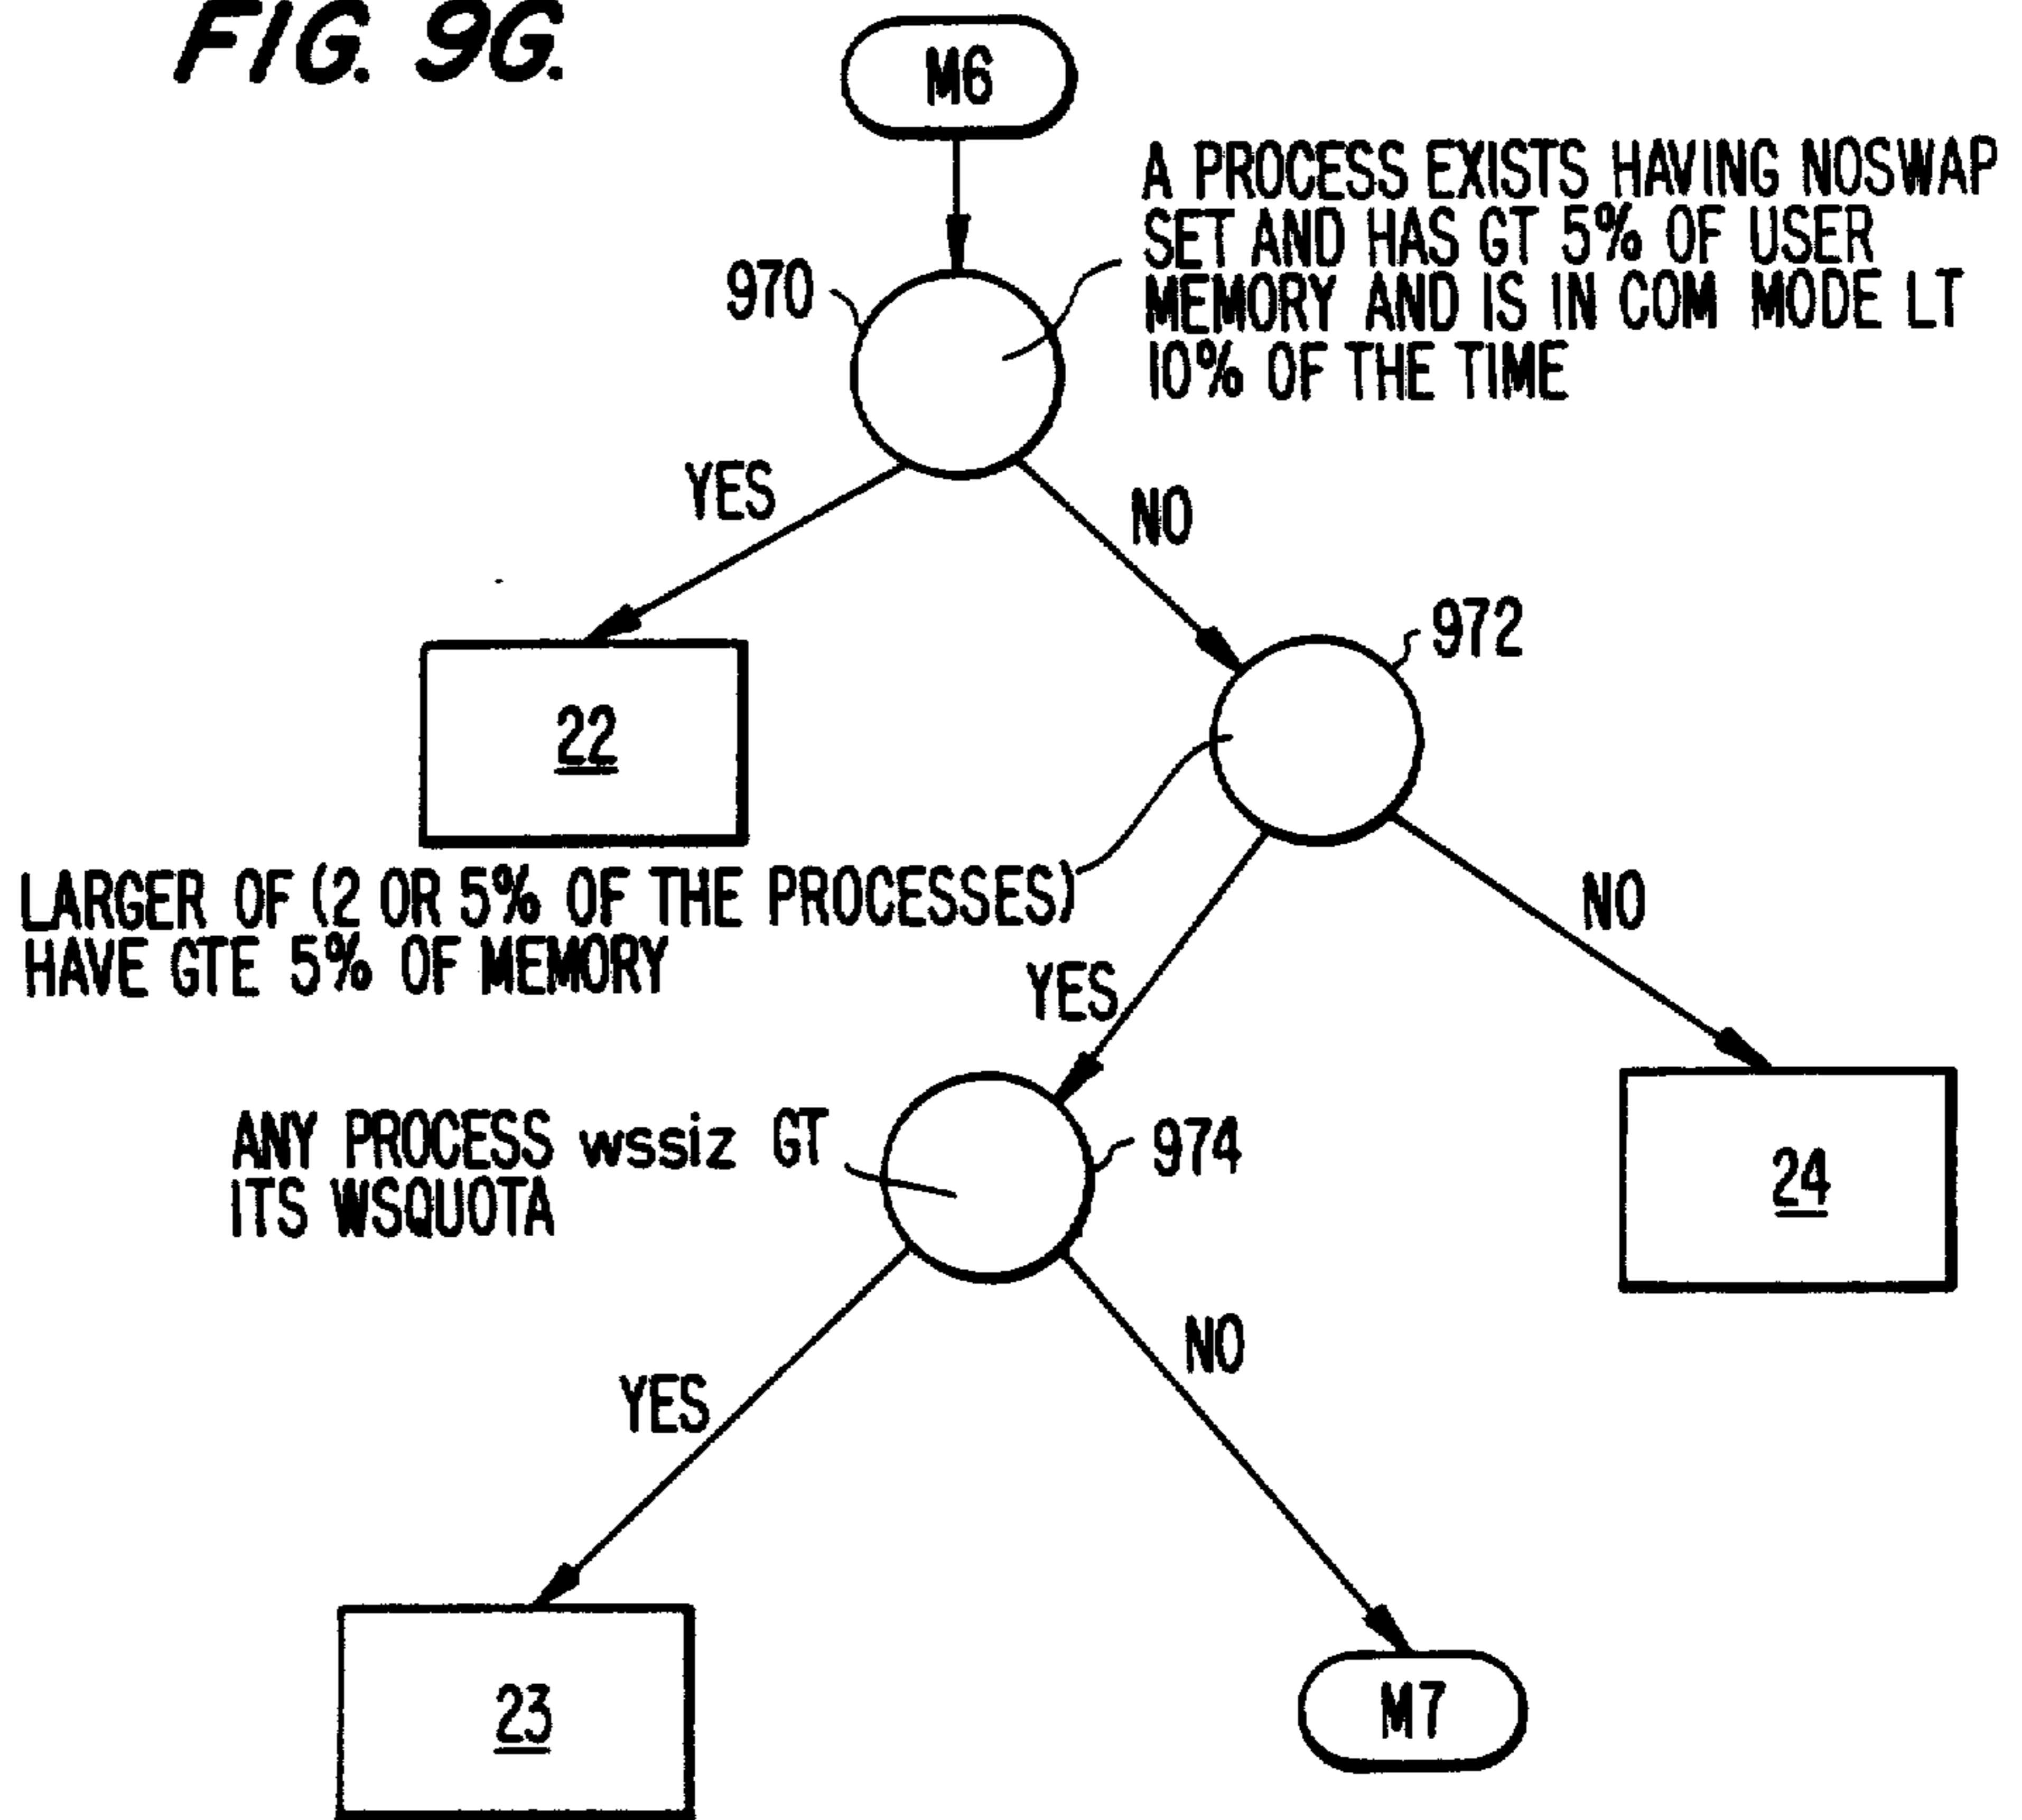 FIG. 9G.
M6
A PROCESS EXISTS HAVING NOSWAP
SET AND HAS GT 5% OF USER
MEMORY AND IS IN COM MODE LT
10% OF THE TIME
970
YES
NO
972
22
LARGER OF (2 OR 5% OF THE PROCESSES)
HAVE GTE 5% OF MEMORY
NO
YES
ANY PROCESS wssiz GT
ITS WSQUOTA
974
24
NO
YES
23
M7